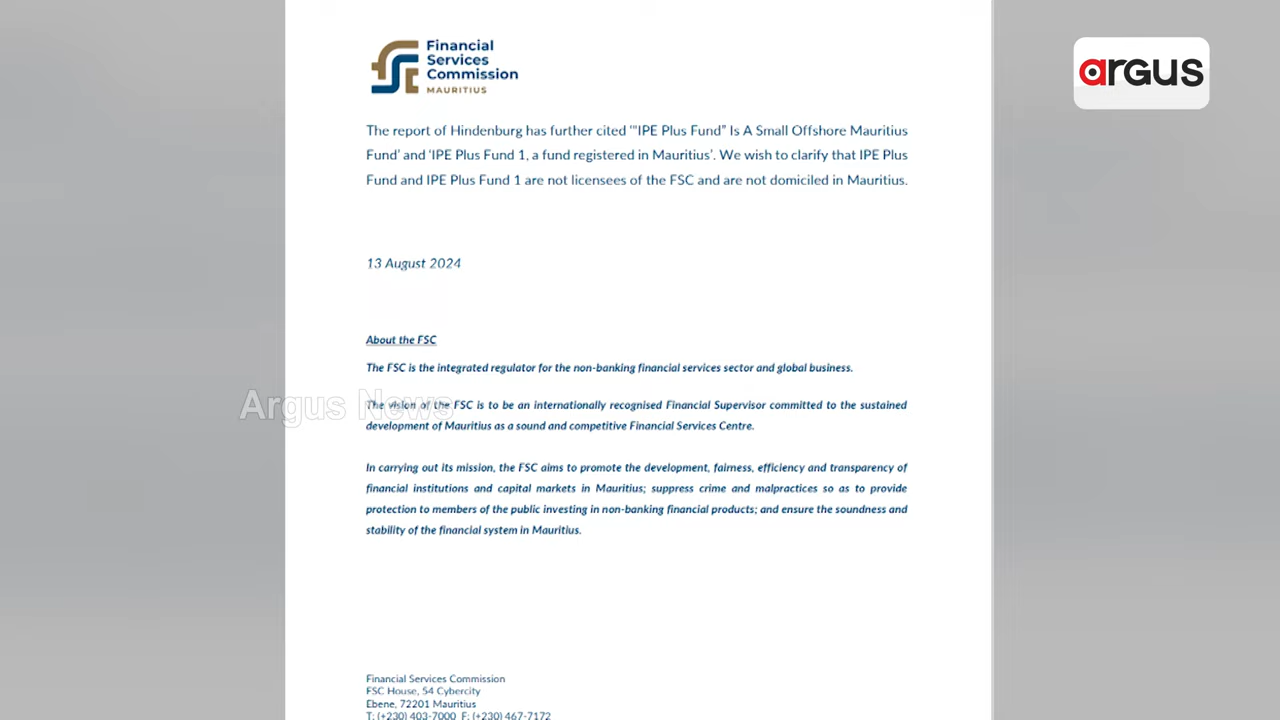 Financial
Services
Commission
MAURITIUS
argus
The report of Hindenburg has further cited ‘“IPE Plus Fund” Is A Small Offshore Mauritius
Fund’ and ‘IPE Plus Fund 1, a fund registered in Mauritius’. We wish to clarify that IPE Plus
Fund and IPE Plus Fund 1 are not licensees of the FSC and are not domiciled in Mauritius.
13 August 2024
About the FSC
The FSC is the integrated regulator for the non-banking financial services sector and global business.
Argus News
The vision of the FSC is to be an internationally recognised Financial Supervisor committed to the sustained
development of Mauritius as a sound and competitive Financial Services Centre.
In carrying out its mission, the FSC aims to promote the development, fairness, efficiency and transparency of
financial institutions and capital markets in Mauritius; suppress crime and malpractices so as to provide
protection to members of the public investing in non-banking financial products; and ensure the soundness and
stability of the financial system in Mauritius.
Financial Services Commission
FSC House, 54 Cybercity
Ebene, 72201 Mauritius
T: (+230) 403-7000 F: (+230) 467-7172